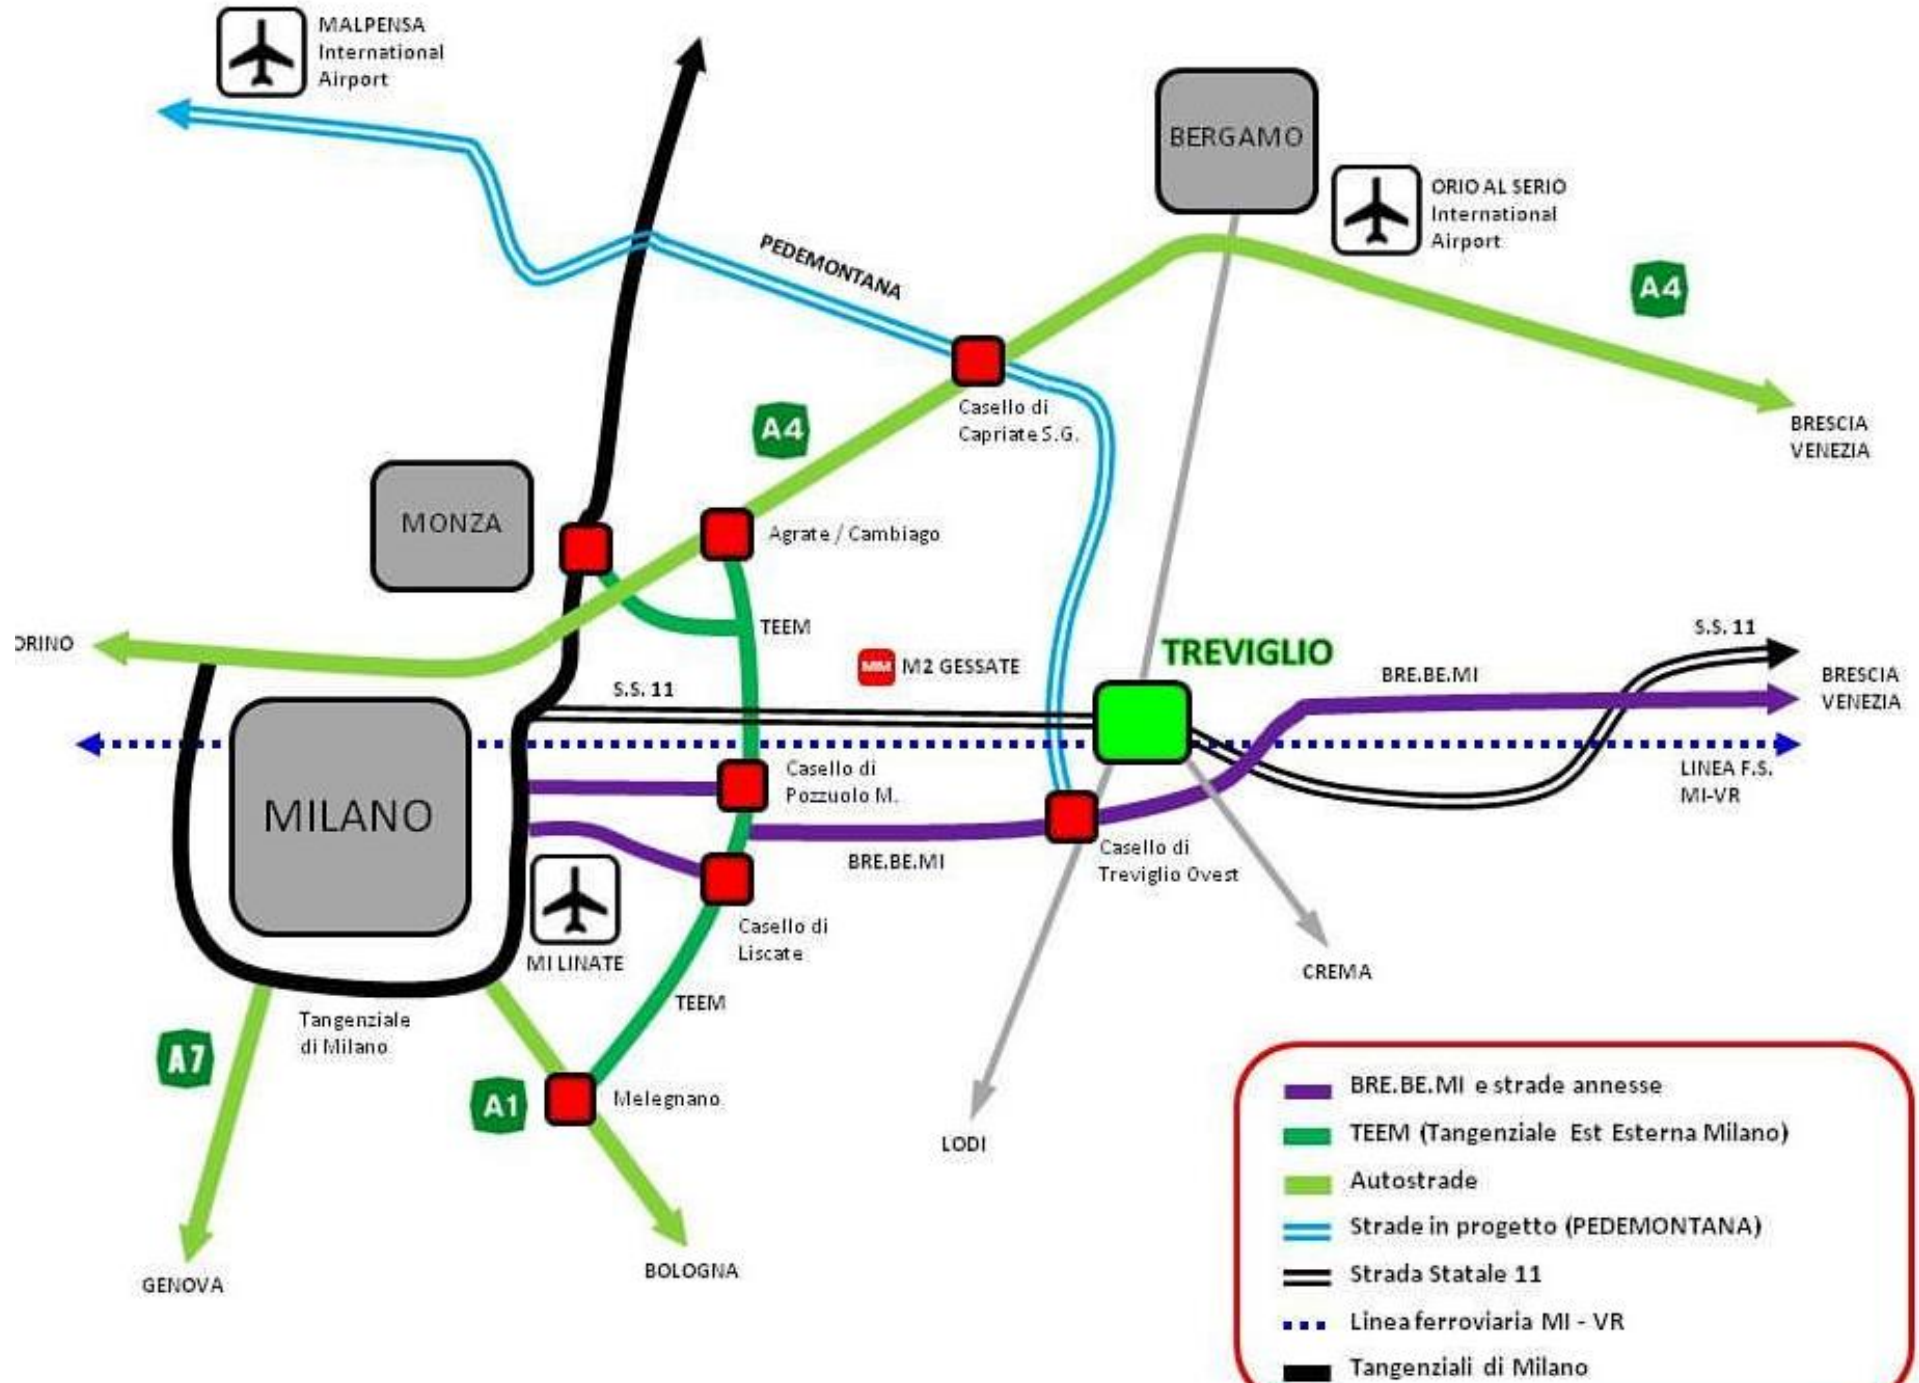 MALPENSA
International
Airport
BERGAMO
ORIO AL SERIO
International
Airport
PEDEMONTANA
A4
BRESCIA
VENEZIA
Casello di
Capriate S.G.
A4
MONZA
Agrate / Cambiago
ORINO
TEEM
MM M2 GESSATE
TREVIGLIO
S.S. 11
S.S. 11
BRE.BE.MI
BRESCIA
VENEZIA
LINEA F.S.
MI-VR
MILANO
Casello di
Pozzuolo M.
BRE.BE.MI
Casello di
Treviglio Ovest
MI LINATE
Casello di
Liscate
CREMA
TEEM
Tangenziale
di Milano
A7
A1
Melegnano
LODI
GENOVA
BOLOGNA
BRE.BE.MI e strade annesse
TEEM (Tangenziale Est Esterna Milano)
Autostrade
Strade in progetto (PEDEMONTANA)
Strada Statale 11
Linea ferroviaria MI - VR
Tangenziali di Milano